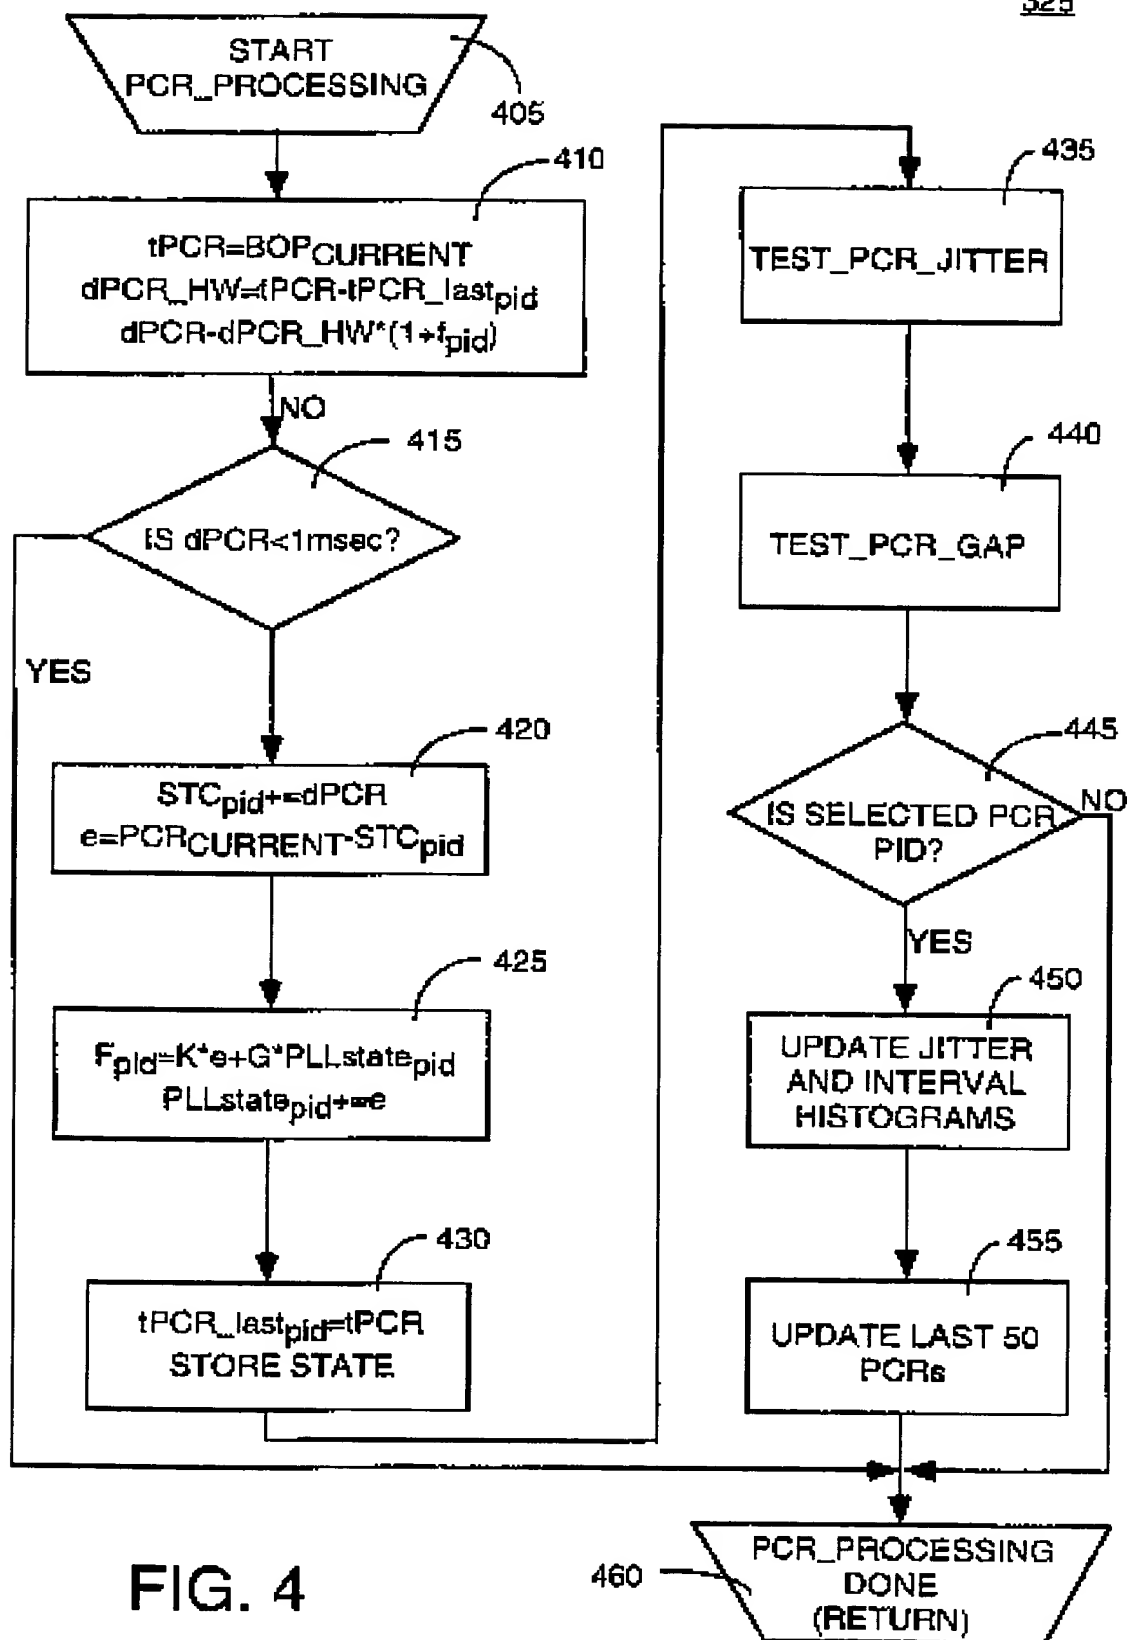 325
START
PCR_PROCESSING
405
410
tPCR=BOPCURRENT
dPCR_HW=tPCR-tPCR_lastpid
dPCR-dPCR_HW*(1+fpid)
NO
415
IS dPCR<1msec?
YES
420
STCpid+=dPCR
e=PCRCURRENT-STCpid
425
Fpid=K*e+G*PLLstatepid
PLLstatepid+=e
430
tPCR_lastpid=tPCR
STORE STATE
435
TEST_PCR_JITTER
440
TEST_PCR_GAP
445
IS SELECTED PCR
PID?
NO
YES
450
UPDATE JITTER
AND INTERVAL
HISTOGRAMS
455
UPDATE LAST 50
PCRs
460
PCR_PROCESSING
DONE
(RETURN)
FIG. 4